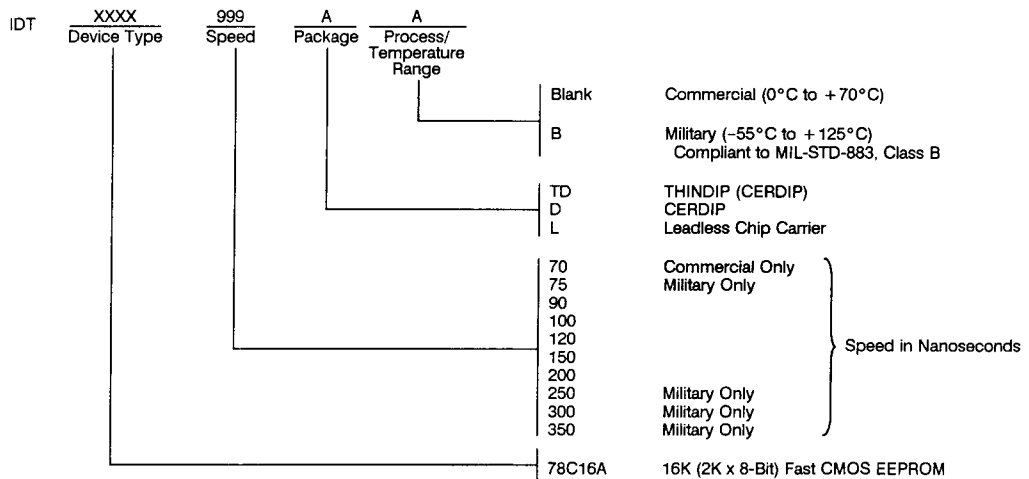 IDT XXXX 999 A A
Device Type Speed Package Process/
Temperature
Range
Blank Commercial (0°C to +70°C)
B Military (–55°C to +125°C)
Compliant to MIL-STD-883, Class B
TD THINDIP (CERDIP)
D CERDIP
L Leadless Chip Carrier
70 Commercial Only
75 Military Only
90
100
120
150
200
250 Military Only
300 Military Only
350 Military Only
Speed in Nanoseconds
78C16A 16K (2K x 8-Bit) Fast CMOS EEPROM